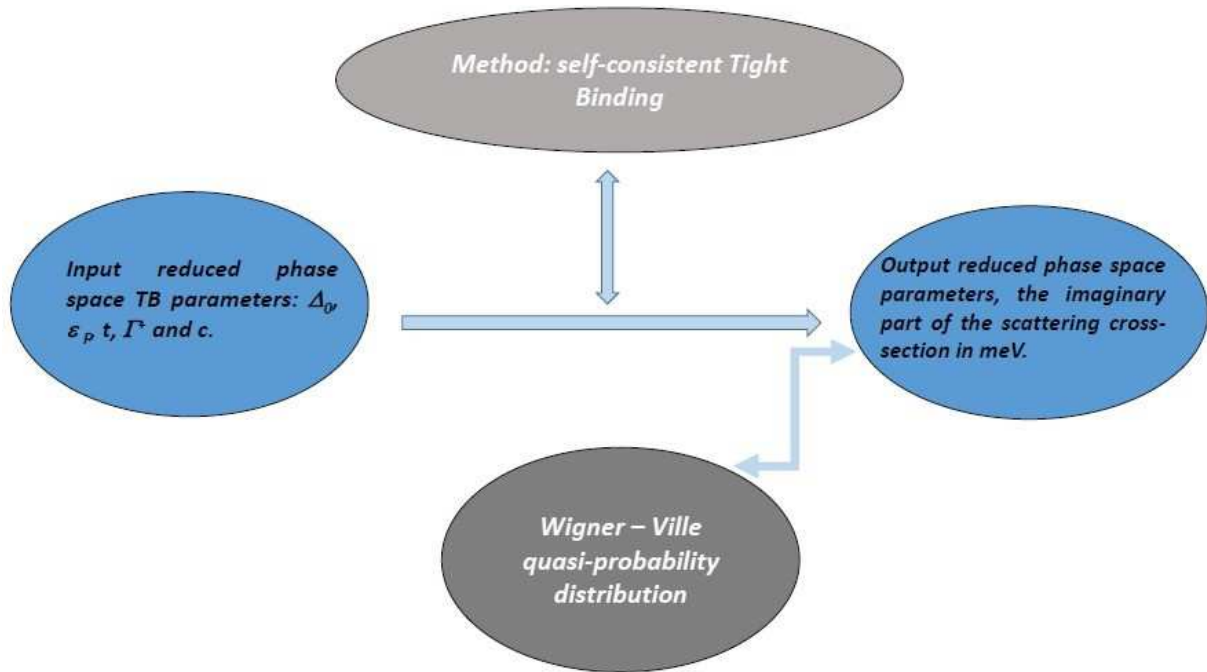 Method: self-consistent Tight
Binding
Input reduced phase
space TB parameters: Δ₀,
ε_F, t, Γ⁺ and c.
Output reduced phase space
parameters, the imaginary
part of the scattering cross-
section in meV.
Wigner – Ville
quasi-probability
distribution